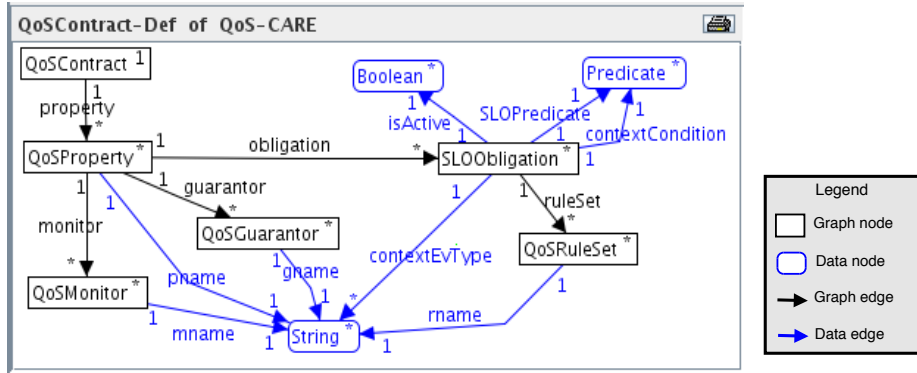 QoSContract-Def of QoS-CARE
QoSContract 1
Boolean *
Predicate *
1
property
*
1
isActive
1
1
SLOPredicate
1
1
contextCondition
1
QoSProperty *
1
obligation
*
SLOObligation *
1
1
1
guarantor
*
1
1
ruleSet
*
monitor
*
QoSGuarantor *
QoSRuleSet *
contextEvType
*
QoSMonitor *
pname
1
1
gname
1
1
mname
1
String *
rname
1
1
Legend
Graph node
Data node
Graph edge
Data edge